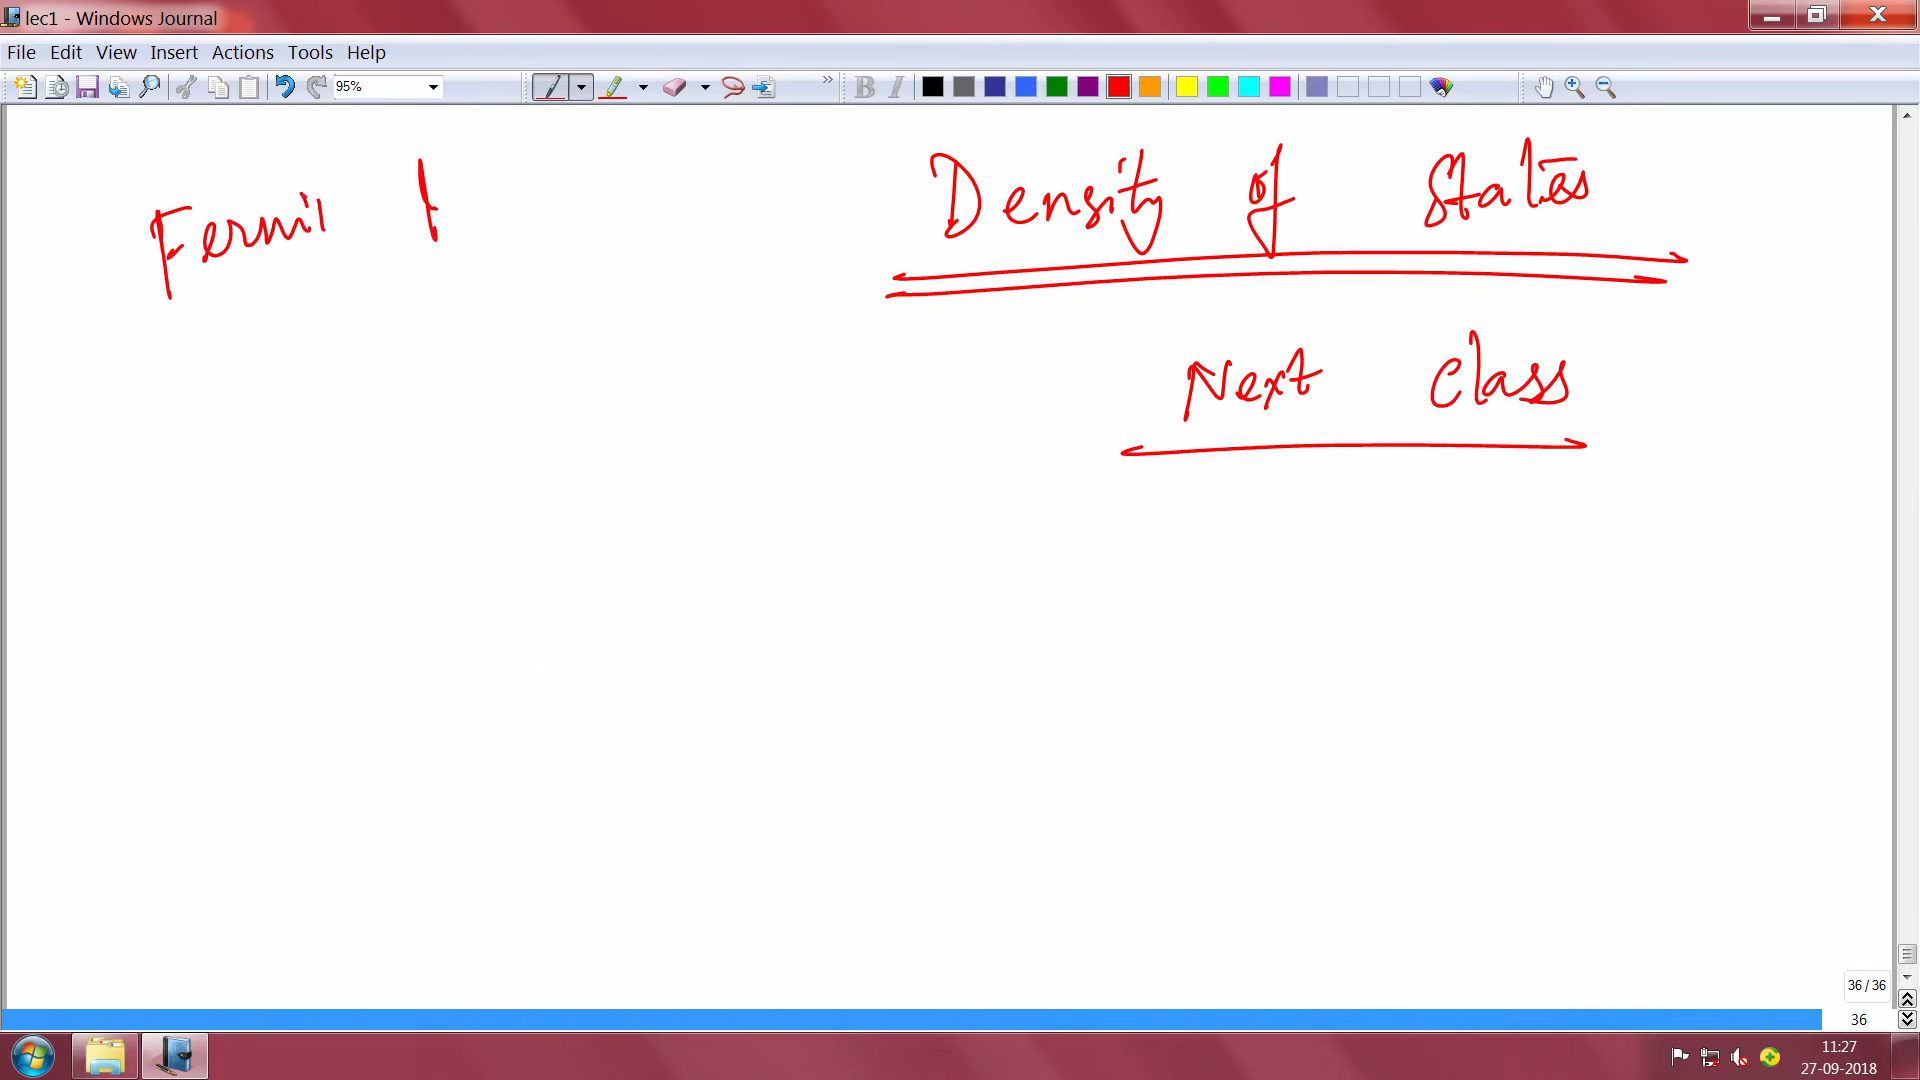 lec1 - Windows Journal
File Edit View Insert Actions Tools Help
95%
B I
Fermi
Density of States
Next Class
36 / 36
36
11:27
27-09-2018